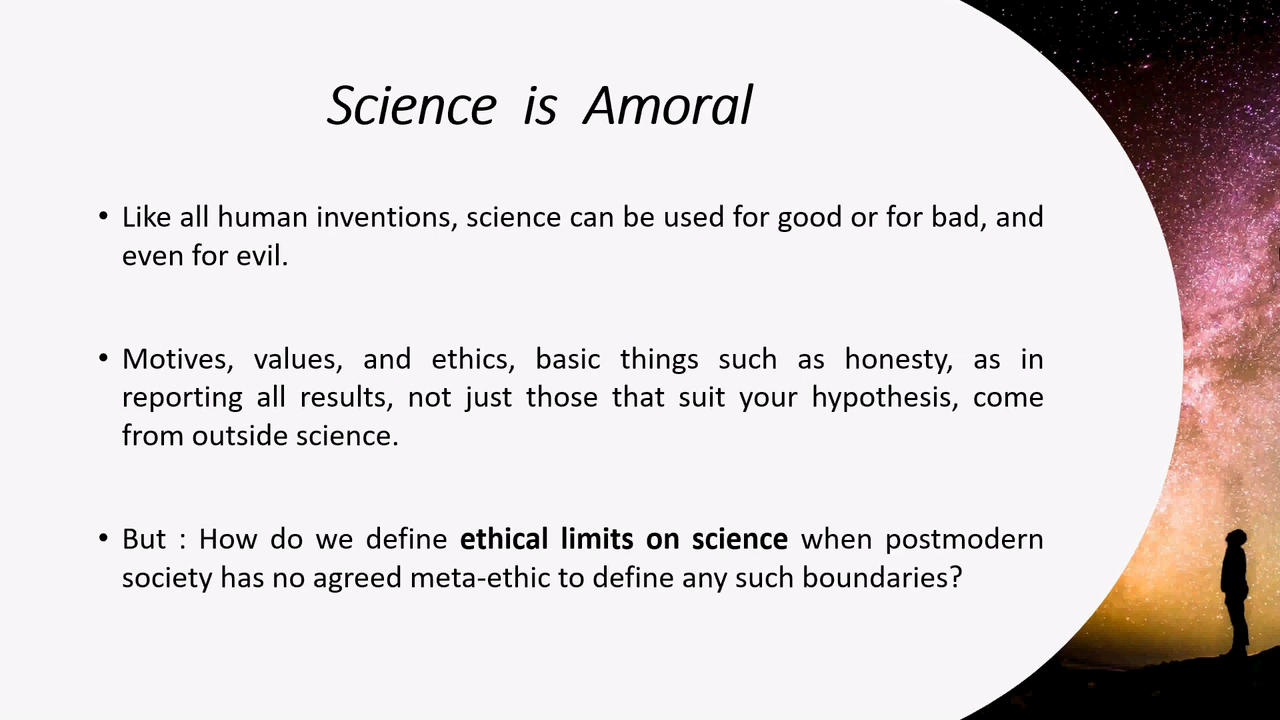 Science is Amoral
• Like all human inventions, science can be used for good or for bad, and
even for evil.
• Motives, values, and ethics, basic things such as honesty, as in
reporting all results, not just those that suit your hypothesis, come
from outside science.
• But : How do we define ethical limits on science when postmodern
society has no agreed meta-ethic to define any such boundaries?